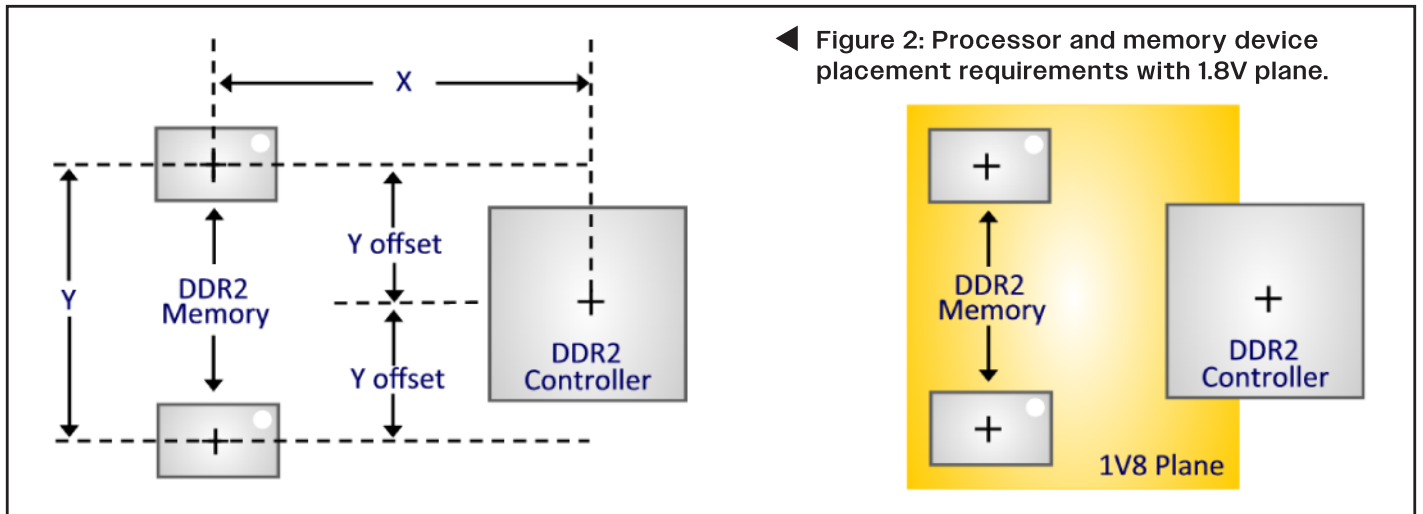 Figure 2: Processor and memory device
placement requirements with 1.8V plane.
X
Y offset
Y
DDR2
Memory
Y offset
DDR2
Controller
DDR2
Memory
DDR2
Controller
1V8 Plane